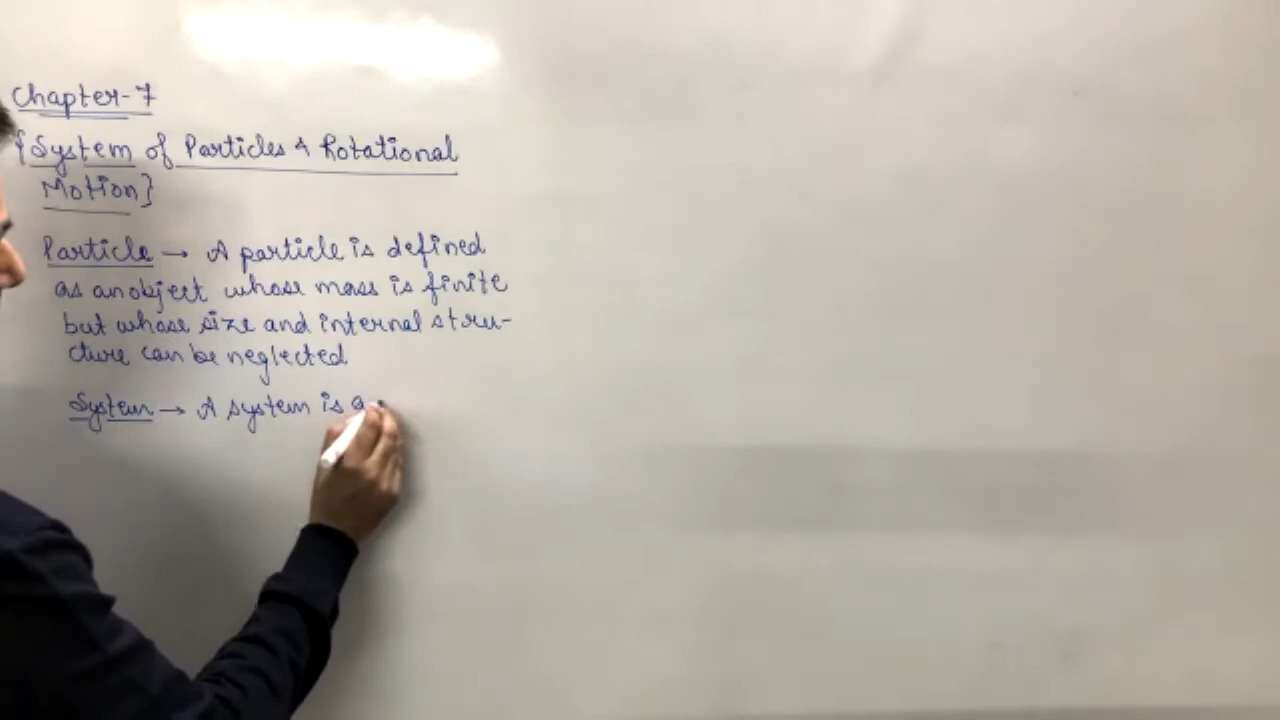 Chapter-7
{System of Particles & Rotational
Motion}
Particle → A particle is defined
as an object whose mass is finite
but whose size and internal stru-
cture can be neglected
System → A system is a